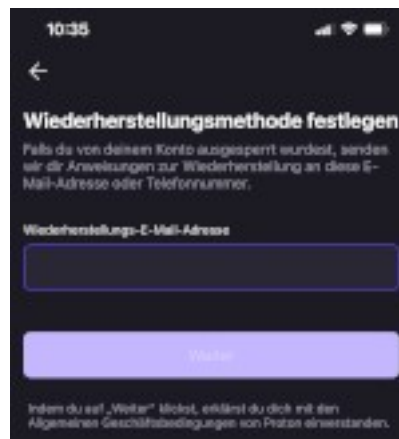 10:35
Wiederherstellungsmethode festlegen
Falls du von deinem Konto ausgesperrt wurdest, senden
wir dir Anweisungen zur Wiederherstellung an diese E-
Mail-Adresse oder Telefonnummer.
Wiederherstellungs-E-Mail-Adresse
Weiter
Indem du auf „Weiter“ klickst, erklärst du dich mit den
Allgemeinen Geschäftsbedingungen von Proton einverstanden.